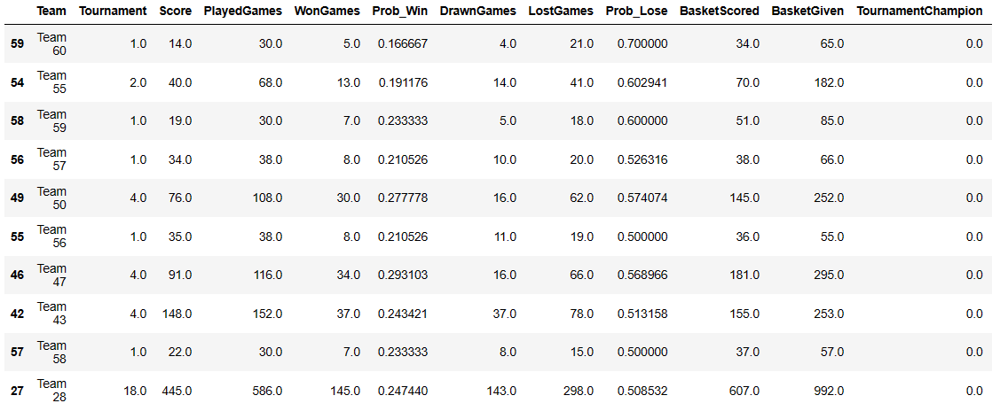 Team Tournament Score PlayedGames WonGames Prob_Win DrawnGames LostGames Prob_Lose BasketScored BasketGiven TournamentChampion
59 Team 60 1.0 14.0 30.0 5.0 0.166667 4.0 21.0 0.700000 34.0 65.0 0.0
54 Team 55 2.0 40.0 68.0 13.0 0.191176 14.0 41.0 0.602941 70.0 182.0 0.0
58 Team 59 1.0 19.0 30.0 7.0 0.233333 5.0 18.0 0.600000 51.0 85.0 0.0
56 Team 57 1.0 34.0 38.0 8.0 0.210526 10.0 20.0 0.526316 38.0 66.0 0.0
49 Team 50 4.0 76.0 108.0 30.0 0.277778 16.0 62.0 0.574074 145.0 252.0 0.0
55 Team 56 1.0 35.0 38.0 8.0 0.210526 11.0 19.0 0.500000 36.0 55.0 0.0
46 Team 47 4.0 91.0 116.0 34.0 0.293103 16.0 66.0 0.568966 181.0 295.0 0.0
42 Team 43 4.0 148.0 152.0 37.0 0.243421 37.0 78.0 0.513158 155.0 253.0 0.0
57 Team 58 1.0 22.0 30.0 7.0 0.233333 8.0 15.0 0.500000 37.0 57.0 0.0
27 Team 28 18.0 445.0 586.0 145.0 0.247440 143.0 298.0 0.508532 607.0 992.0 0.0